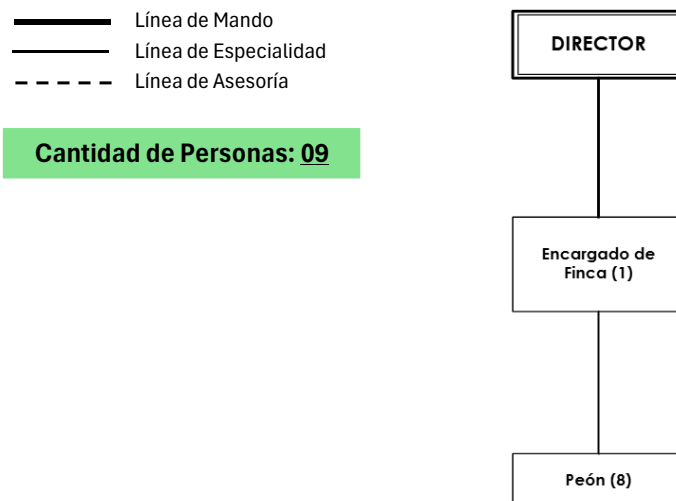 Línea de Mando
Línea de Especialidad
Línea de Asesoría
Cantidad de Personas: 09
DIRECTOR
Encargado de
Finca (1)
Peón (8)